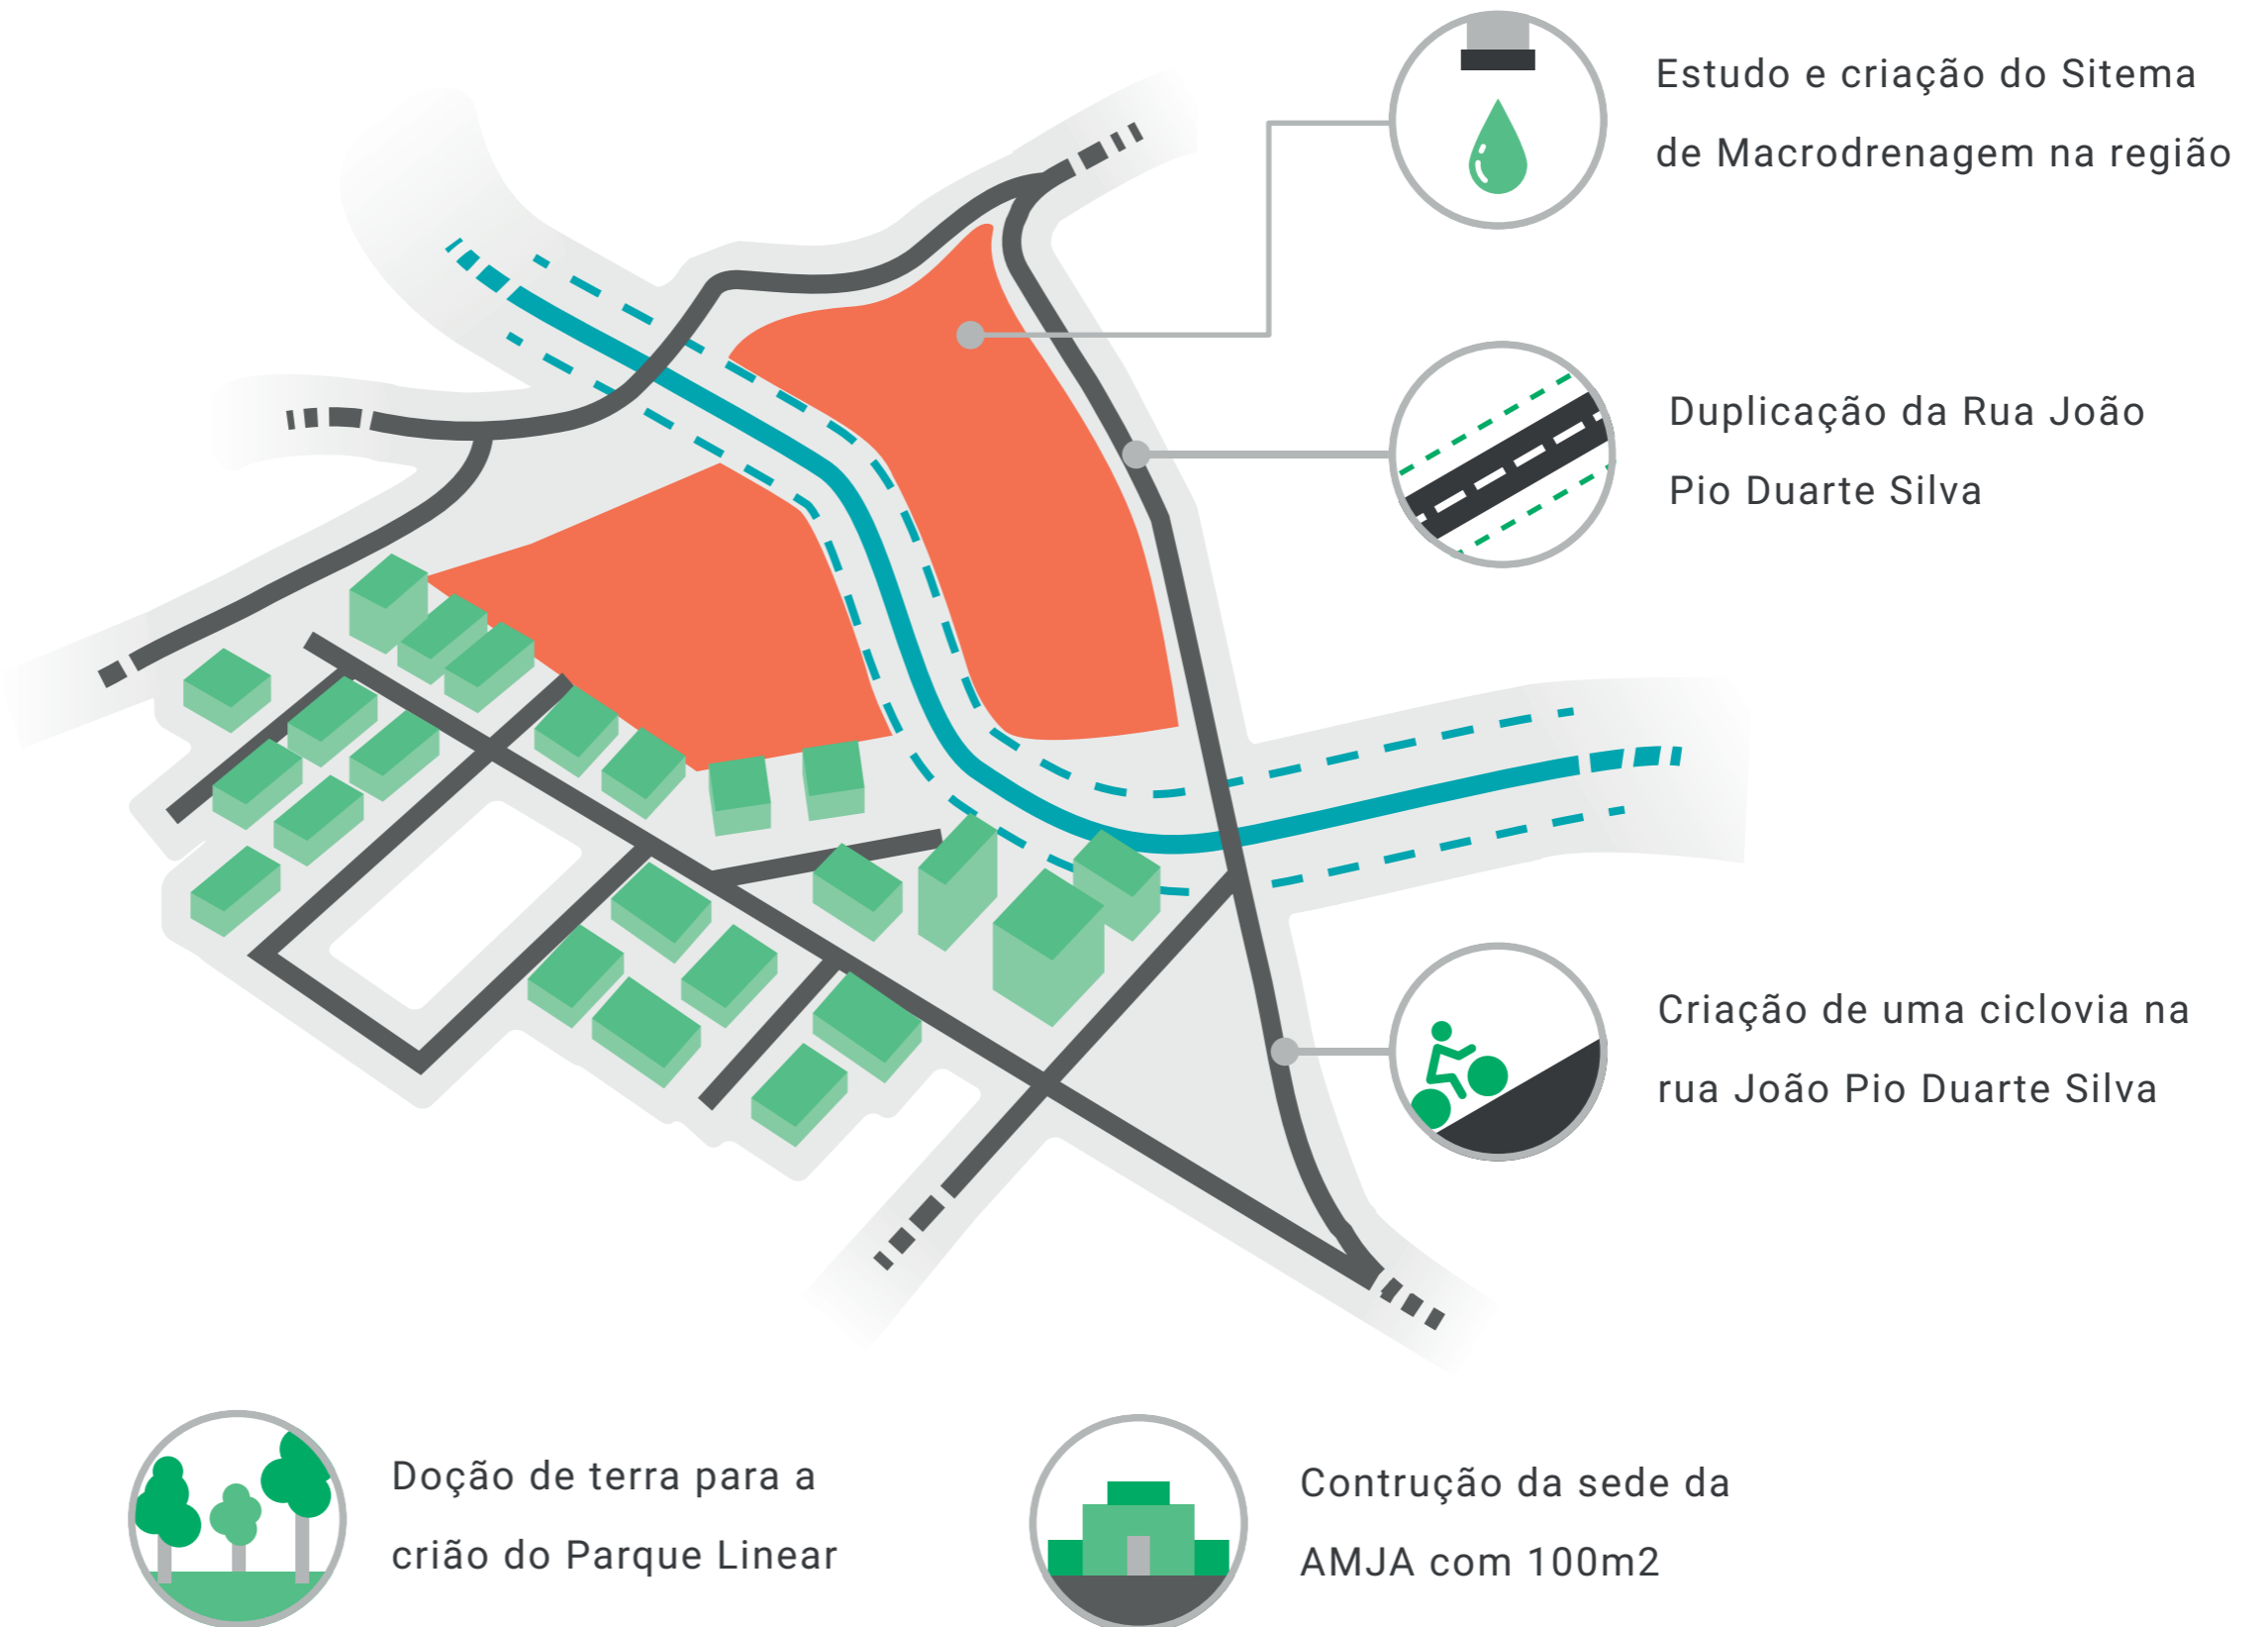 Estudo e criação do Sitema
de Macrodrenagem na região
Duplicação da Rua João
Pio Duarte Silva
Criação de uma ciclovia na
rua João Pio Duarte Silva
Doção de terra para a
crião do Parque Linear
Contrução da sede da
AMJA com 100m2